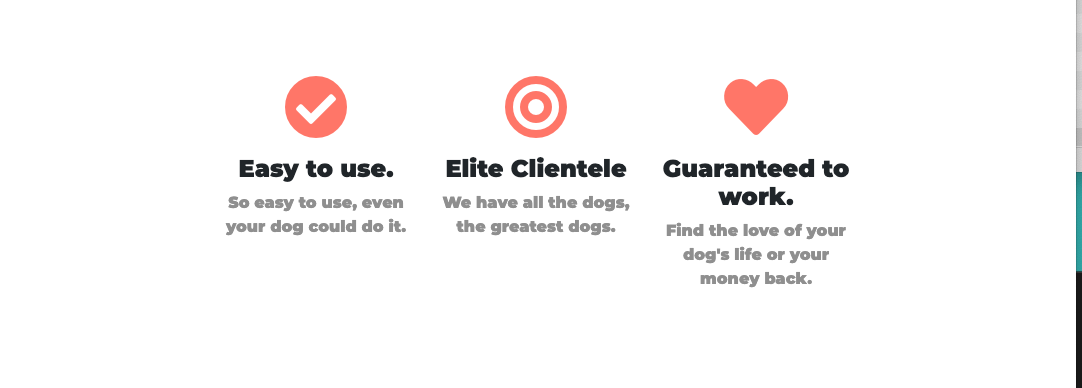 Easy to use.
So easy to use, even
your dog could do it.
Elite Clientele
We have all the dogs,
the greatest dogs.
Guaranteed to
work.
Find the love of your
dog's life or your
money back.